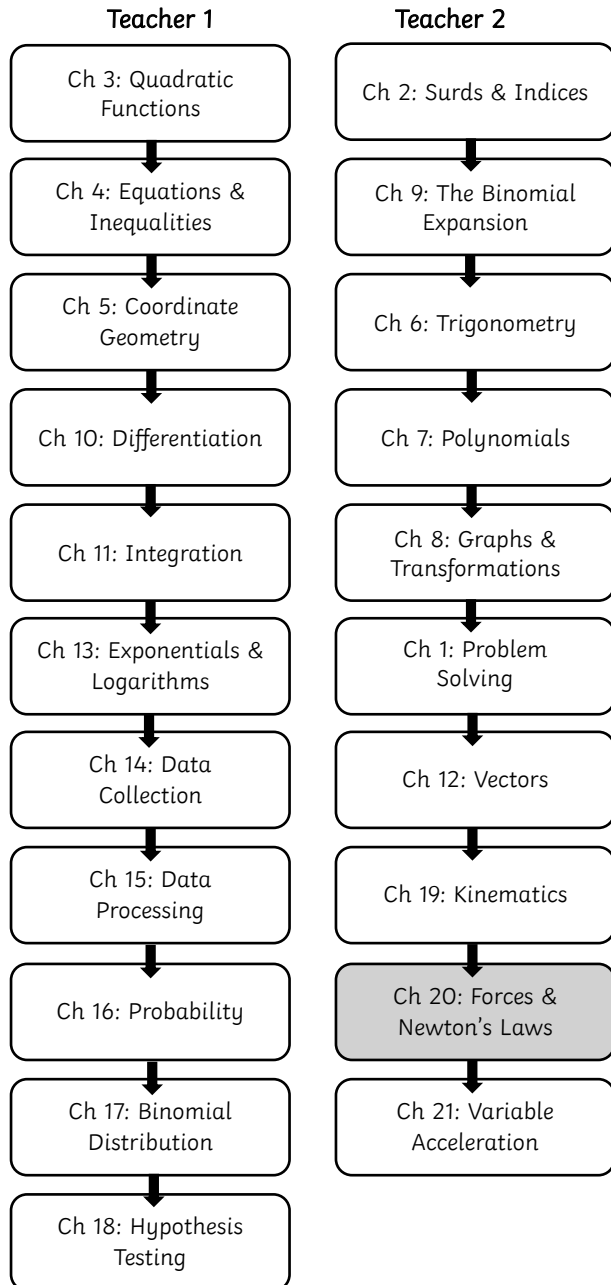 Teacher 1
Ch 3: Quadratic
Functions
Ch 4: Equations &
Inequalities
Ch 5: Coordinate
Geometry
Ch 10: Differentiation
Ch 11: Integration
Ch 13: Exponentials &
Logarithms
Ch 14: Data
Collection
Ch 15: Data
Processing
Ch 16: Probability
Ch 17: Binomial
Distribution
Ch 18: Hypothesis
Testing
Teacher 2
Ch 2: Surds & Indices
Ch 9: The Binomial
Expansion
Ch 6: Trigonometry
Ch 7: Polynomials
Ch 8: Graphs &
Transformations
Ch 1: Problem
Solving
Ch 12: Vectors
Ch 19: Kinematics
Ch 20: Forces &
Newton's Laws
Ch 21: Variable
Acceleration